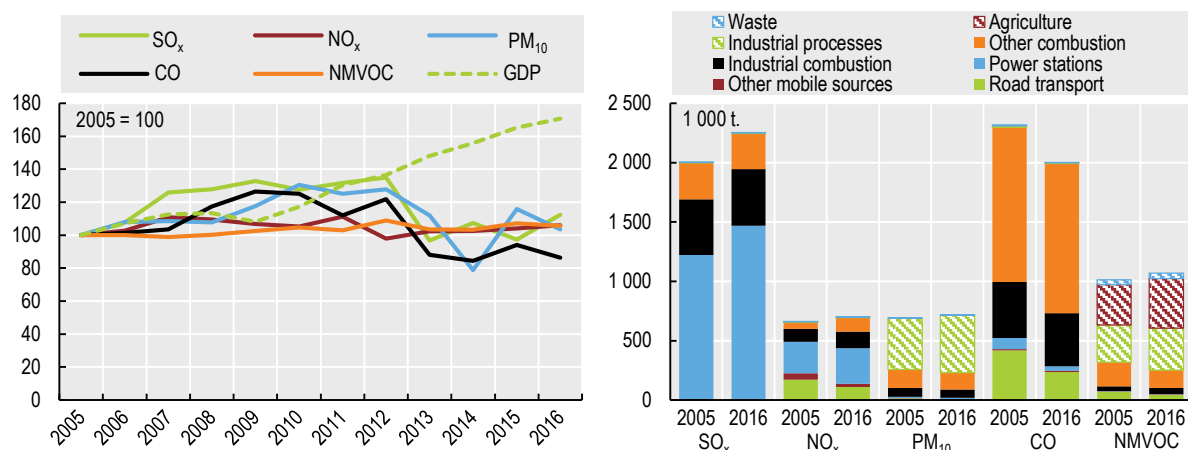 SOx NOx PM10
CO NMVOC GDP
180
160
140
120
100
80
60
40
20
0
2005 = 100
2005 2006 2007 2008 2009 2010 2011 2012 2013 2014 2015 2016
Waste Agriculture
Industrial processes Other combustion
Industrial combustion Power stations
Other mobile sources Road transport
2 500
2 000
1 500
1 000
500
0
1 000 t.
2005 2016 2005 2016 2005 2016 2005 2016 2005 2016
SOx NOx PM10 CO NMVOC